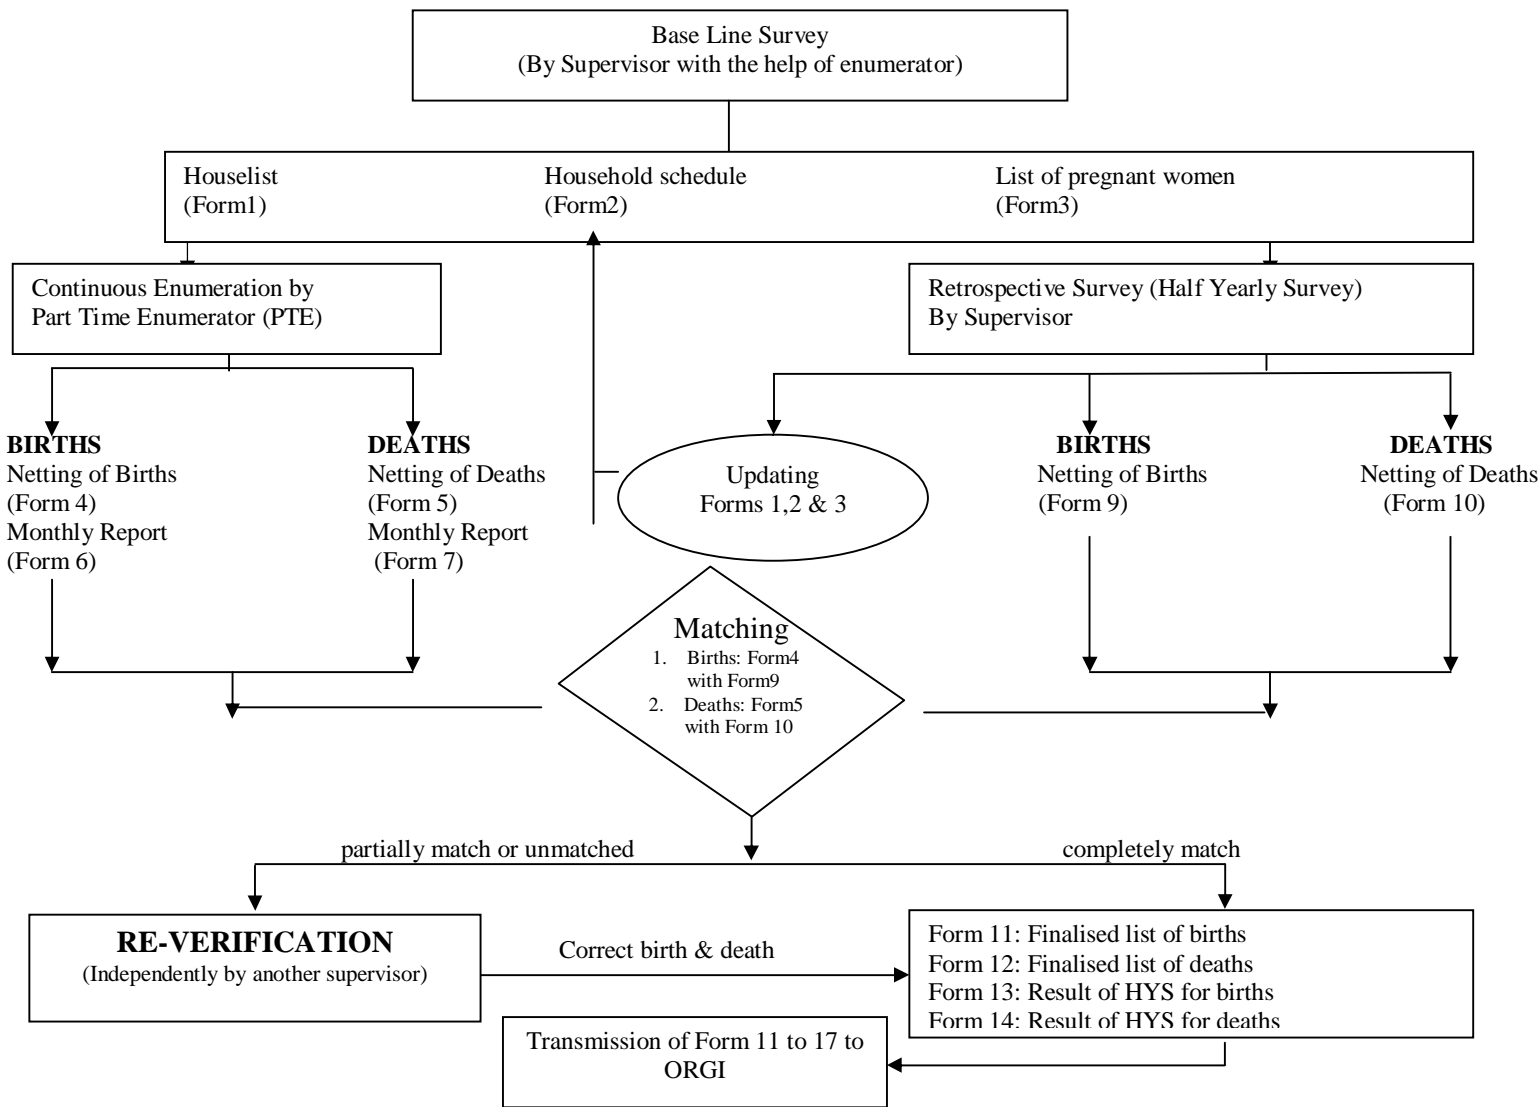 Base Line Survey
(By Supervisor with the help of enumerator)
Houselist
(Form1)
Household schedule
(Form2)
List of pregnant women
(Form3)
Continuous Enumeration by
Part Time Enumerator (PTE)
Retrospective Survey (Half Yearly Survey)
By Supervisor
BIRTHS
Netting of Births
(Form 4)
Monthly Report
(Form 6)
DEATHS
Netting of Deaths
(Form 5)
Monthly Report
(Form 7)
Updating
Forms 1,2 & 3
BIRTHS
Netting of Births
(Form 9)
DEATHS
Netting of Deaths
(Form 10)
Matching
1. Births: Form4
with Form9
2. Deaths: Form5
with Form 10
partially match or unmatched
completely match
RE-VERIFICATION
(Independently by another supervisor)
Correct birth & death
Form 11: Finalised list of births
Form 12: Finalised list of deaths
Form 13: Result of HYS for births
Form 14: Result of HYS for deaths
Transmission of Form 11 to 17 to
ORGI